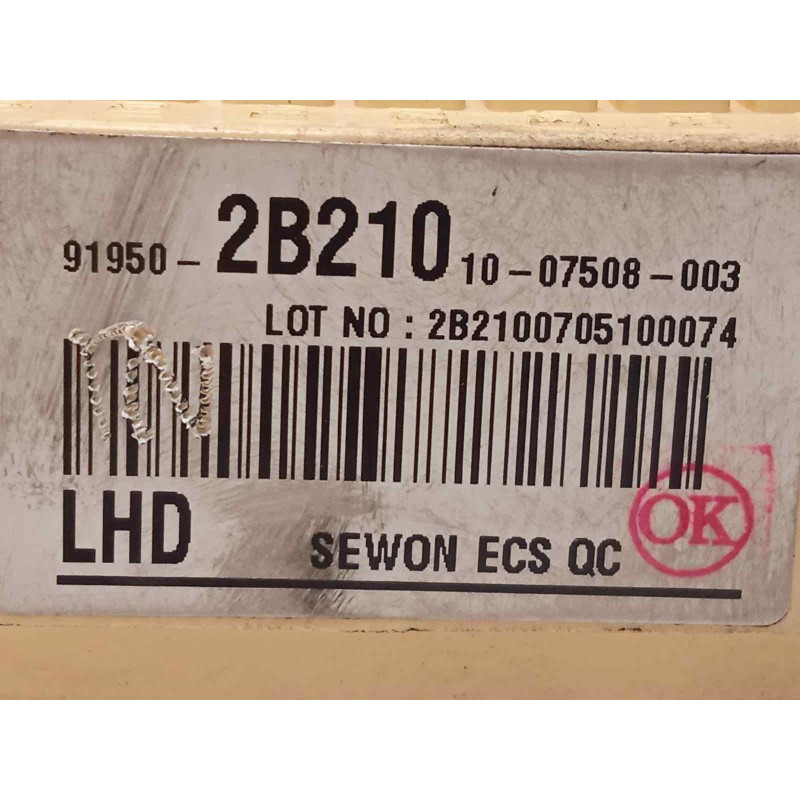 91950-2B210 10-07508-003
LOT NO : 2B2100705100074
LHD
SEWON ECS QC
OK